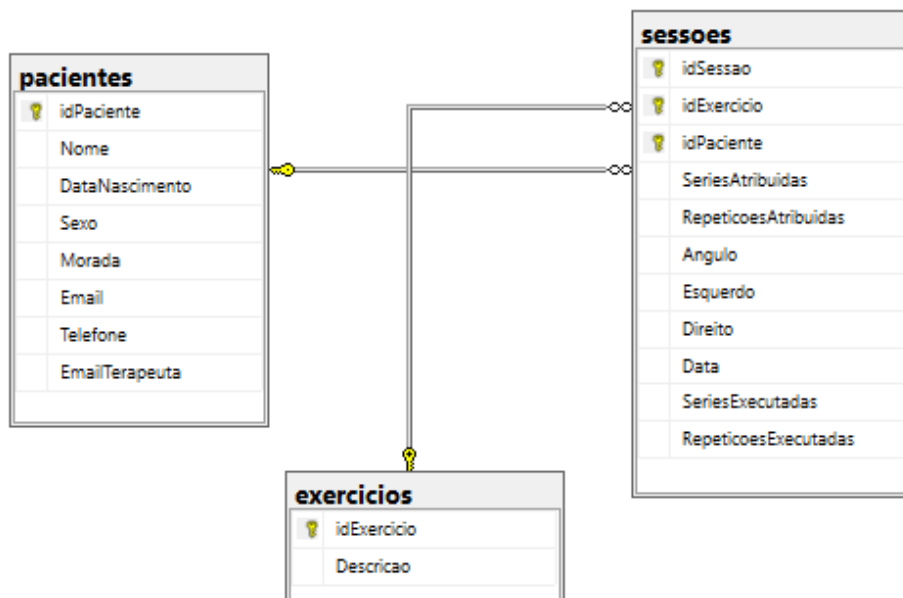 pacientes
idPaciente
Nome
DataNascimento
Sexo
Morada
Email
Telefone
EmailTerapeuta
sessoes
idSessao
idExercicio
idPaciente
SeriesAtribuidas
RepeticoesAtribuidas
Angulo
Esquerdo
Direito
Data
SeriesExecutadas
RepeticoesExecutadas
exercicios
idExercicio
Descricao